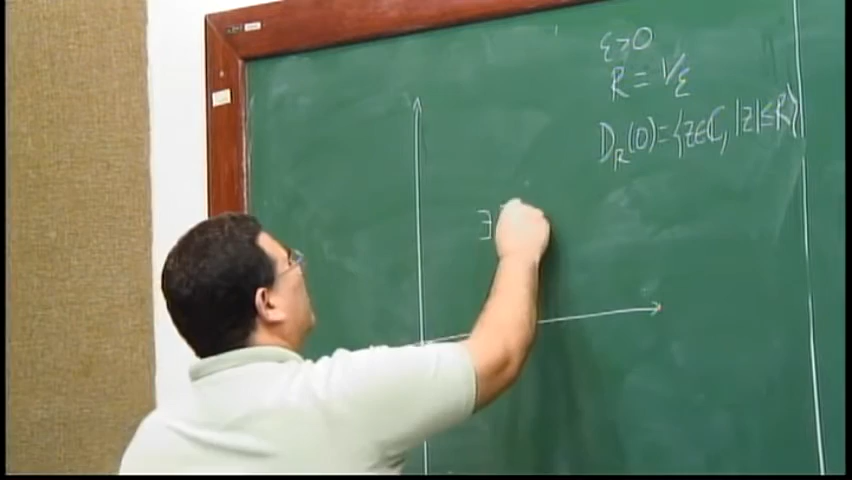 ε>0
R = 1/ε
D_R(0)={z∈ℂ, |z|≤R}
∃